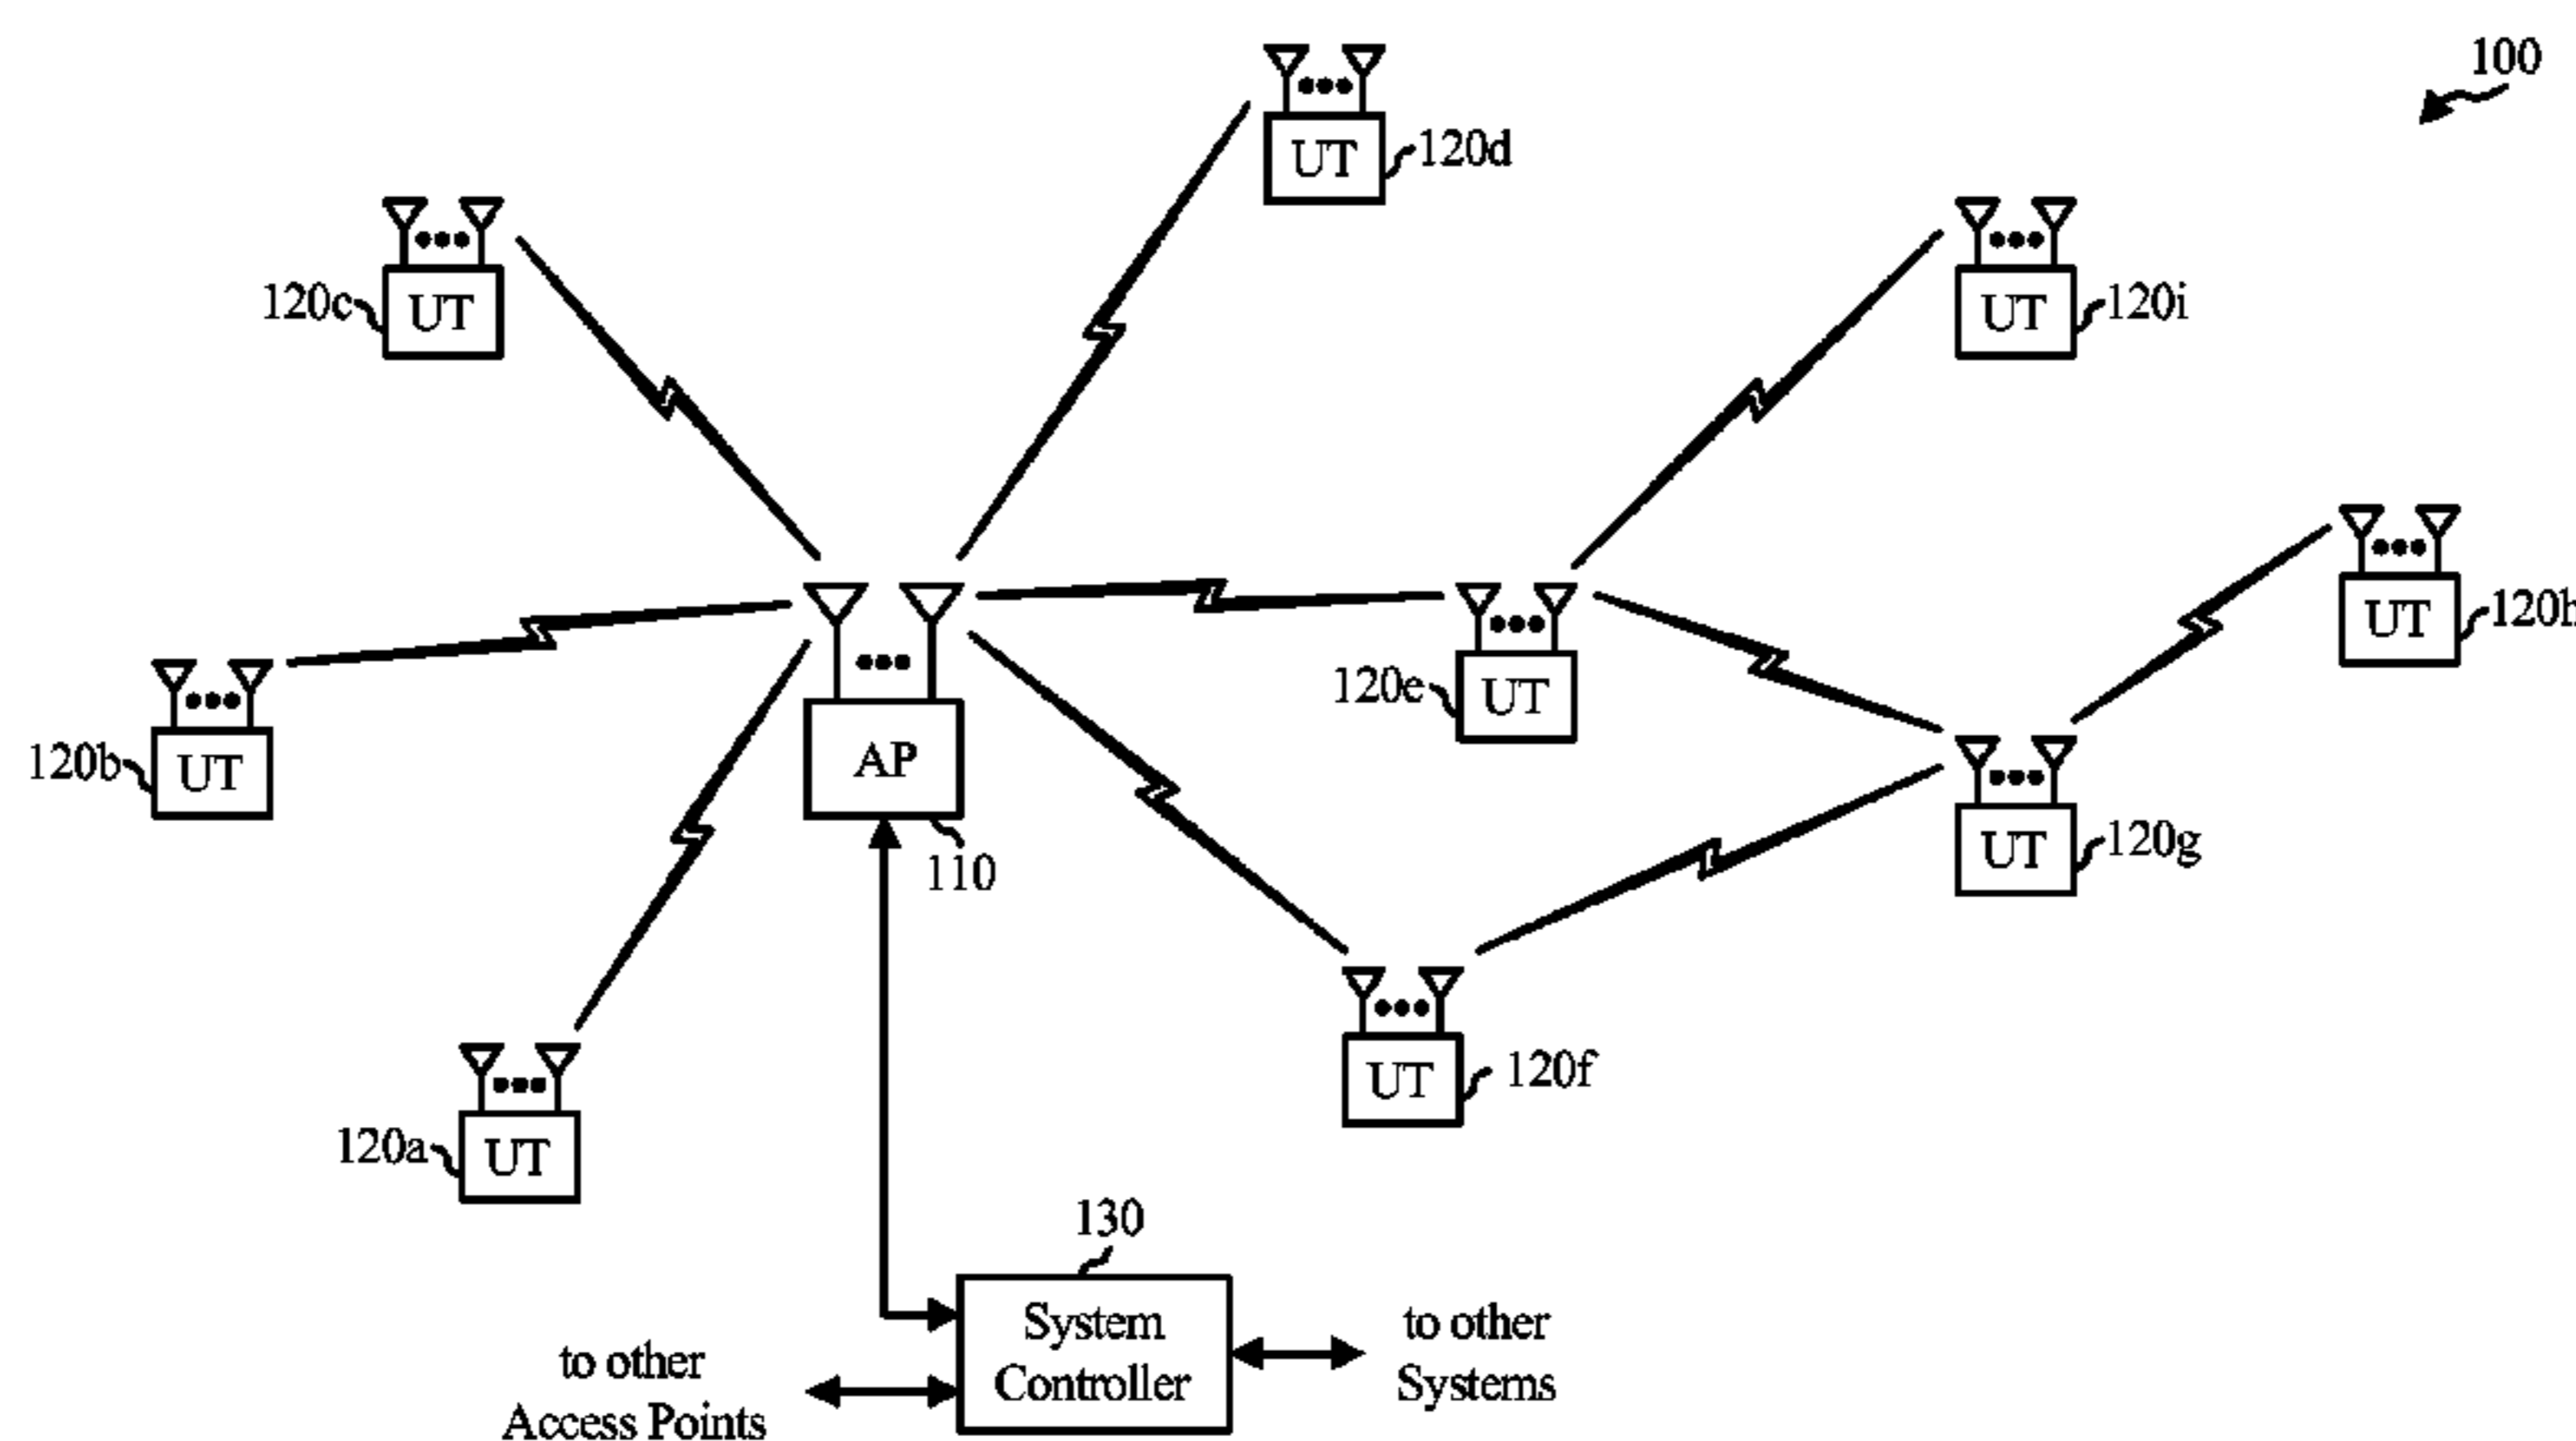 100
UT
120d
120c
UT
UT
120i
UT
120h
120e
UT
120b
UT
AP
110
UT
120g
UT
120f
120a
UT
130
System
Controller
to other
Access Points
to other
Systems